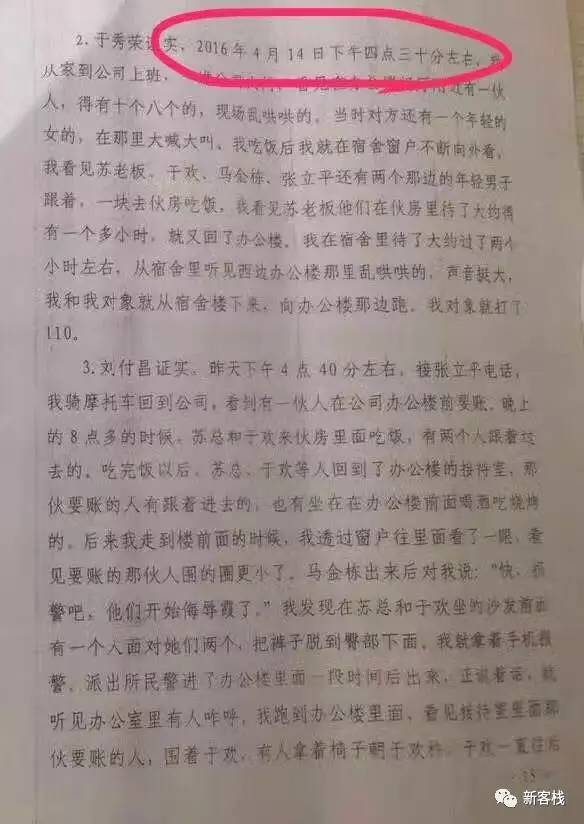 2. 于秀荣证实，2016年4月14日下午四点三十分左右，我
从家到公司上班，
人，得有十个八个的，现场乱哄哄的。当时对方还有一个年轻的
女的，在那里大喊大叫。我吃饭后我就在宿舍窗户不断向外看，
我看见苏老板、于欢、马金栋、张立平还有两个那边的年轻男子
跟着，一块去伙房吃饭，我看见苏老板他们在伙房里待了大约得
有一个多小时，就又回了办公楼。我在宿舍里待了大约过了两个
小时左右，从宿舍里听见西边办公楼那里乱哄哄的，声音挺大，
我和我对象就从宿舍楼下来，向办公楼那边跑。我对象就打了
110。
3. 刘付昌证实，昨天下午4点40分左右，接张立平电话，
我骑摩托车回到公司，看到有一伙人在公司办公楼前要账。晚上
的8点多的时候，苏总和于欢来伙房里面吃饭，有两个人跟着过
去的。吃完饭以后，苏总、于欢等人回到了办公楼的接待室，那
伙要账的人有跟着进去的，也有坐在在办公楼前面喝酒吃烧烤
的。后来我走到楼前面的时候，我透过窗户往里面看了一眼，看
见要账的那伙人围的圈更小了。马金栋出来后对我说：“快，报
警吧，他们开始侮辱霞了。”我发现在苏总和于欢坐的沙发前面
有一个人面对她们两个，把裤子脱到臀部下面。我就拿着手机报
警。派出所民警进了办公楼里面一段时间后出来，正说着话，就
听见办公室里有人咋呼，我跑到办公楼里面，看见接待室里面那
伙要账的人，围着于欢，有人拿着椅子朝于欢杵，于欢一直往后
15
新客栈